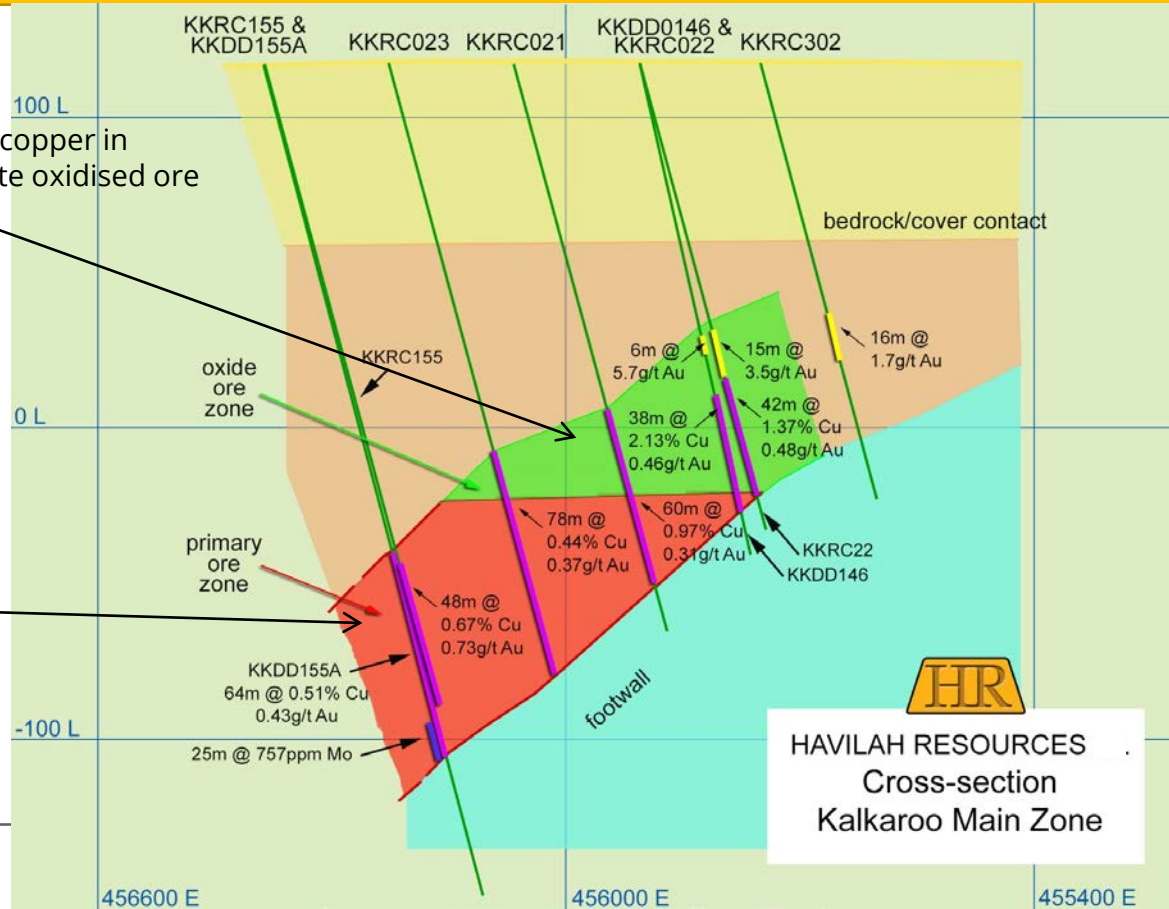 KKRC155 &
KKDD155A
KKRC023
KKRC021
KKDD0146 &
KKRC022
KKRC302
100 L
copper in
te oxidised ore
bedrock/cover contact
KKRC155
oxide
ore
zone
6m @
5.7g/t Au
15m @
3.5g/t Au
16m @
1.7g/t Au
0 L
38m @
2.13% Cu
0.46g/t Au
42m @
1.37% Cu
0.48g/t Au
primary
ore
zone
78m @
0.44% Cu
0.37g/t Au
60m @
0.97% Cu
0.31g/t Au
KKRC22
KKDD146
48m @
0.67% Cu
0.73g/t Au
KKDD155A
64m @ 0.51% Cu
0.43g/t Au
footwall
-100 L
25m @ 757ppm Mo
HR
HAVILAH RESOURCES .
Cross-section
Kalkaroo Main Zone
456600 E
456000 E
455400 E